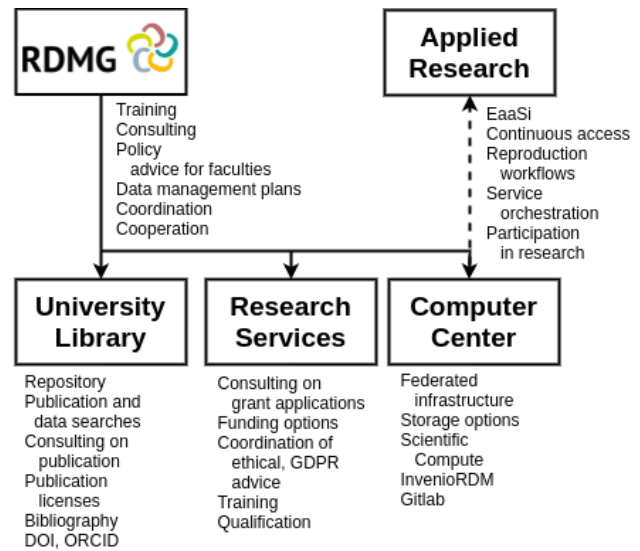 RDMG
Training
Consulting
Policy
advice for faculties
Data management plans
Coordination
Cooperation
Applied
Research
EaaSi
Continuous access
Reproduction
workflows
Service
orchestration
Participation
in research
University
Library
Repository
Publication and
data searches
Consulting on
publication
Publication
licenses
Bibliography
DOI, ORCID
Research
Services
Consulting on
grant applications
Funding options
Coordination of
ethical, GDPR
advice
Training
Qualification
Computer
Center
Federated
infrastructure
Storage options
Scientific
Compute
InvenioRDM
Gitlab